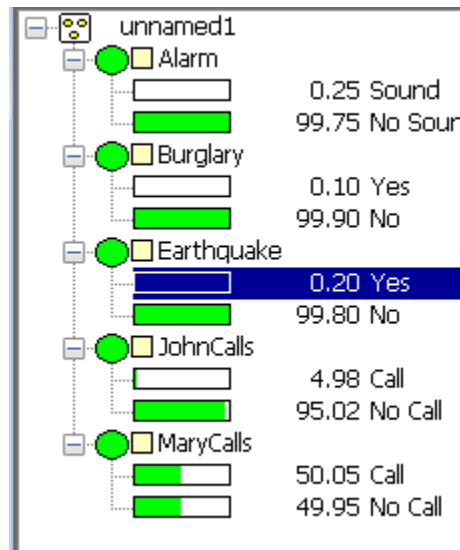 unnamed1
Alarm
0.25 Sound
99.75 No Soun
Burglary
0.10 Yes
99.90 No
Earthquake
0.20 Yes
99.80 No
JohnCalls
4.98 Call
95.02 No Call
MaryCalls
50.05 Call
49.95 No Call